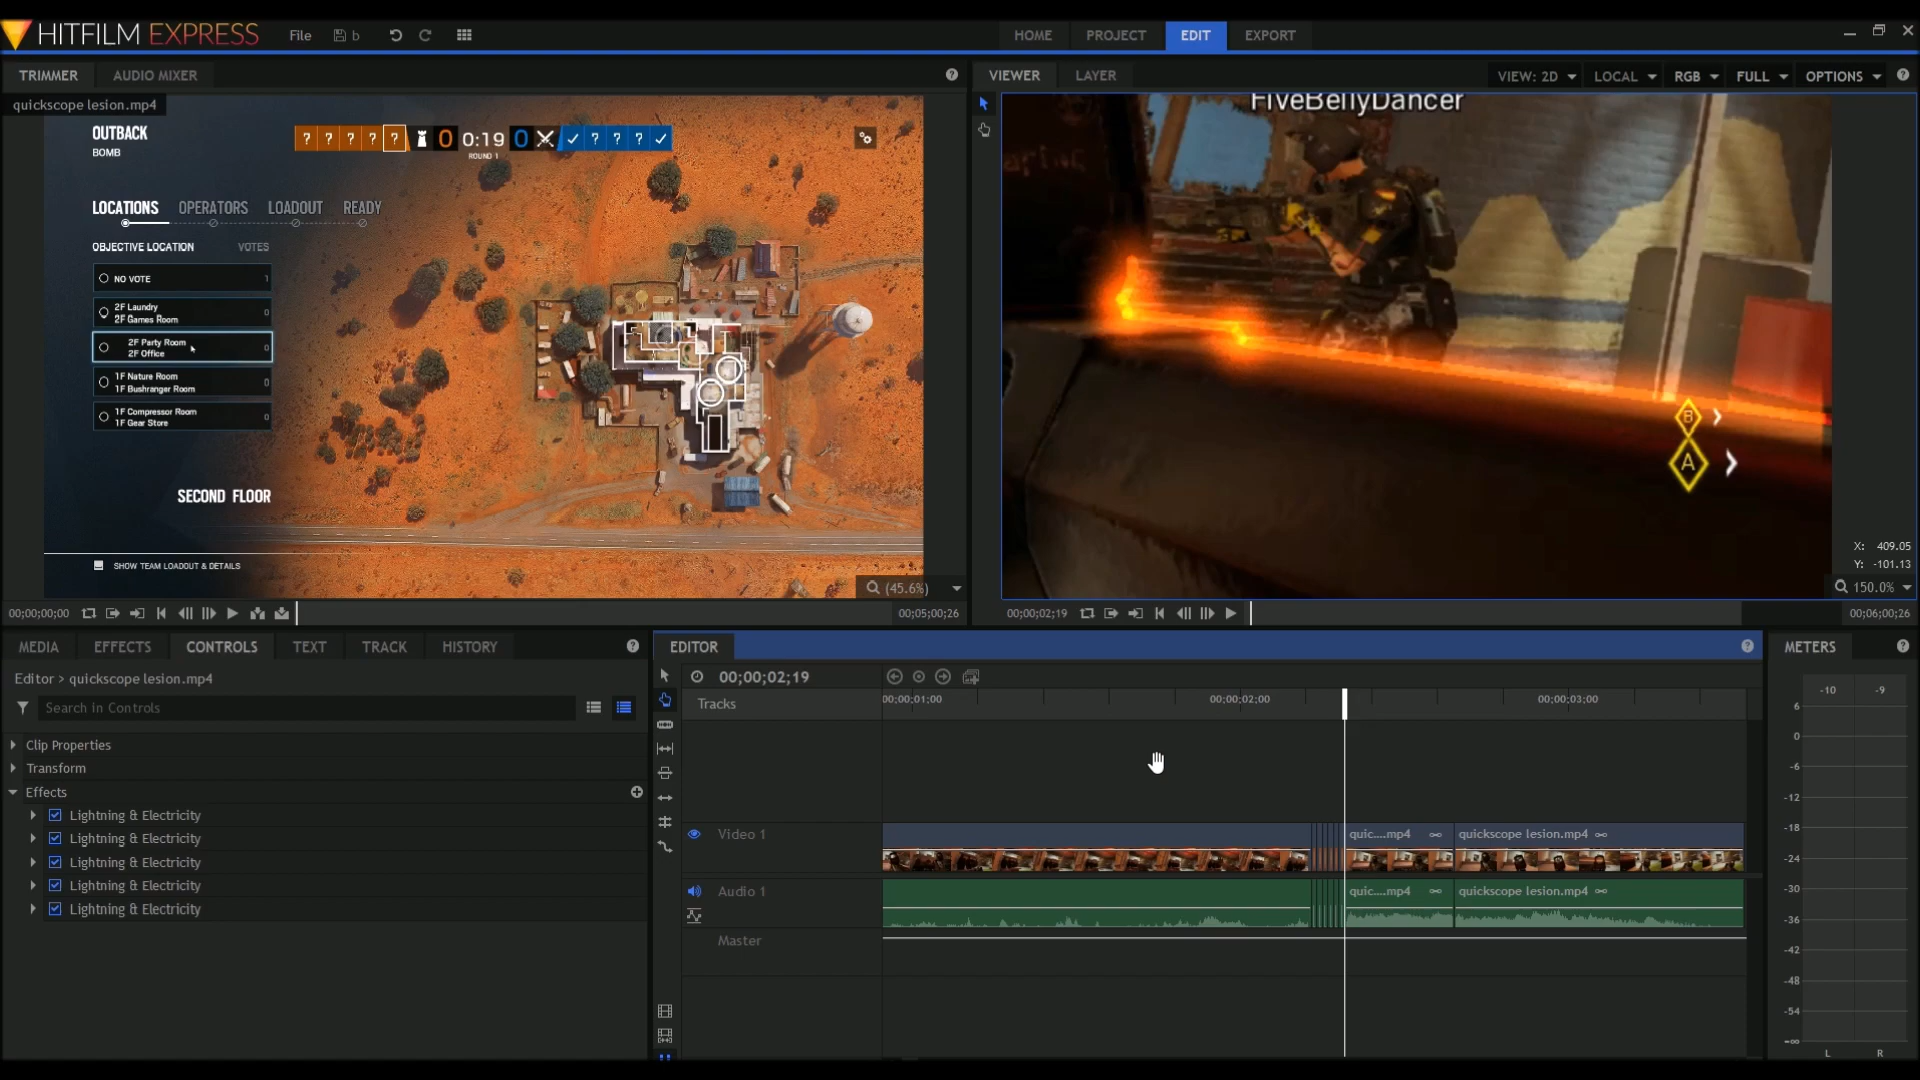 HITFILM EXPRESS
File
b
HOME
PROJECT
EDIT
EXPORT
TRIMMER
AUDIO MIXER
VIEWER
LAYER
VIEW: 2D
LOCAL
RGB
FULL
OPTIONS
quickscope lesion.mp4
OUTBACK
BOMB
? ? ? ? ? 0 0:19 0 ? ? ?
ROUND 1
LOCATIONS OPERATORS LOADOUT READY
OBJECTIVE LOCATION VOTES
NO VOTE 1
2F Laundry
2F Games Room 0
2F Party Room
2F Office 0
1F Nature Room
1F Bushranger Room 0
1F Compressor Room
1F Gear Store 0
SECOND FLOOR
SHOW TEAM LOADOUT & DETAILS
(45.6%)
00;00;00;00
00;05;00;26
FiveBellyDancer
B
A
X: 409.05
Y: -101.13
150.0%
00;00;02;19
00;06;00;26
MEDIA
EFFECTS
CONTROLS
TEXT
TRACK
HISTORY
Editor > quickscope lesion.mp4
Search in Controls
Clip Properties
Transform
Effects
Lightning & Electricity
Lightning & Electricity
Lightning & Electricity
Lightning & Electricity
Lightning & Electricity
EDITOR
00;00;02;19
Tracks
00;00;01;00
00;00;02;00
00;00;03;00
Video 1
quic....mp4
quickscope lesion.mp4
Audio 1
quic....mp4
quickscope lesion.mp4
Master
METERS
-10 -9
6
0
-6
-12
-18
-24
-30
-36
-42
-48
-54
-∞
L R